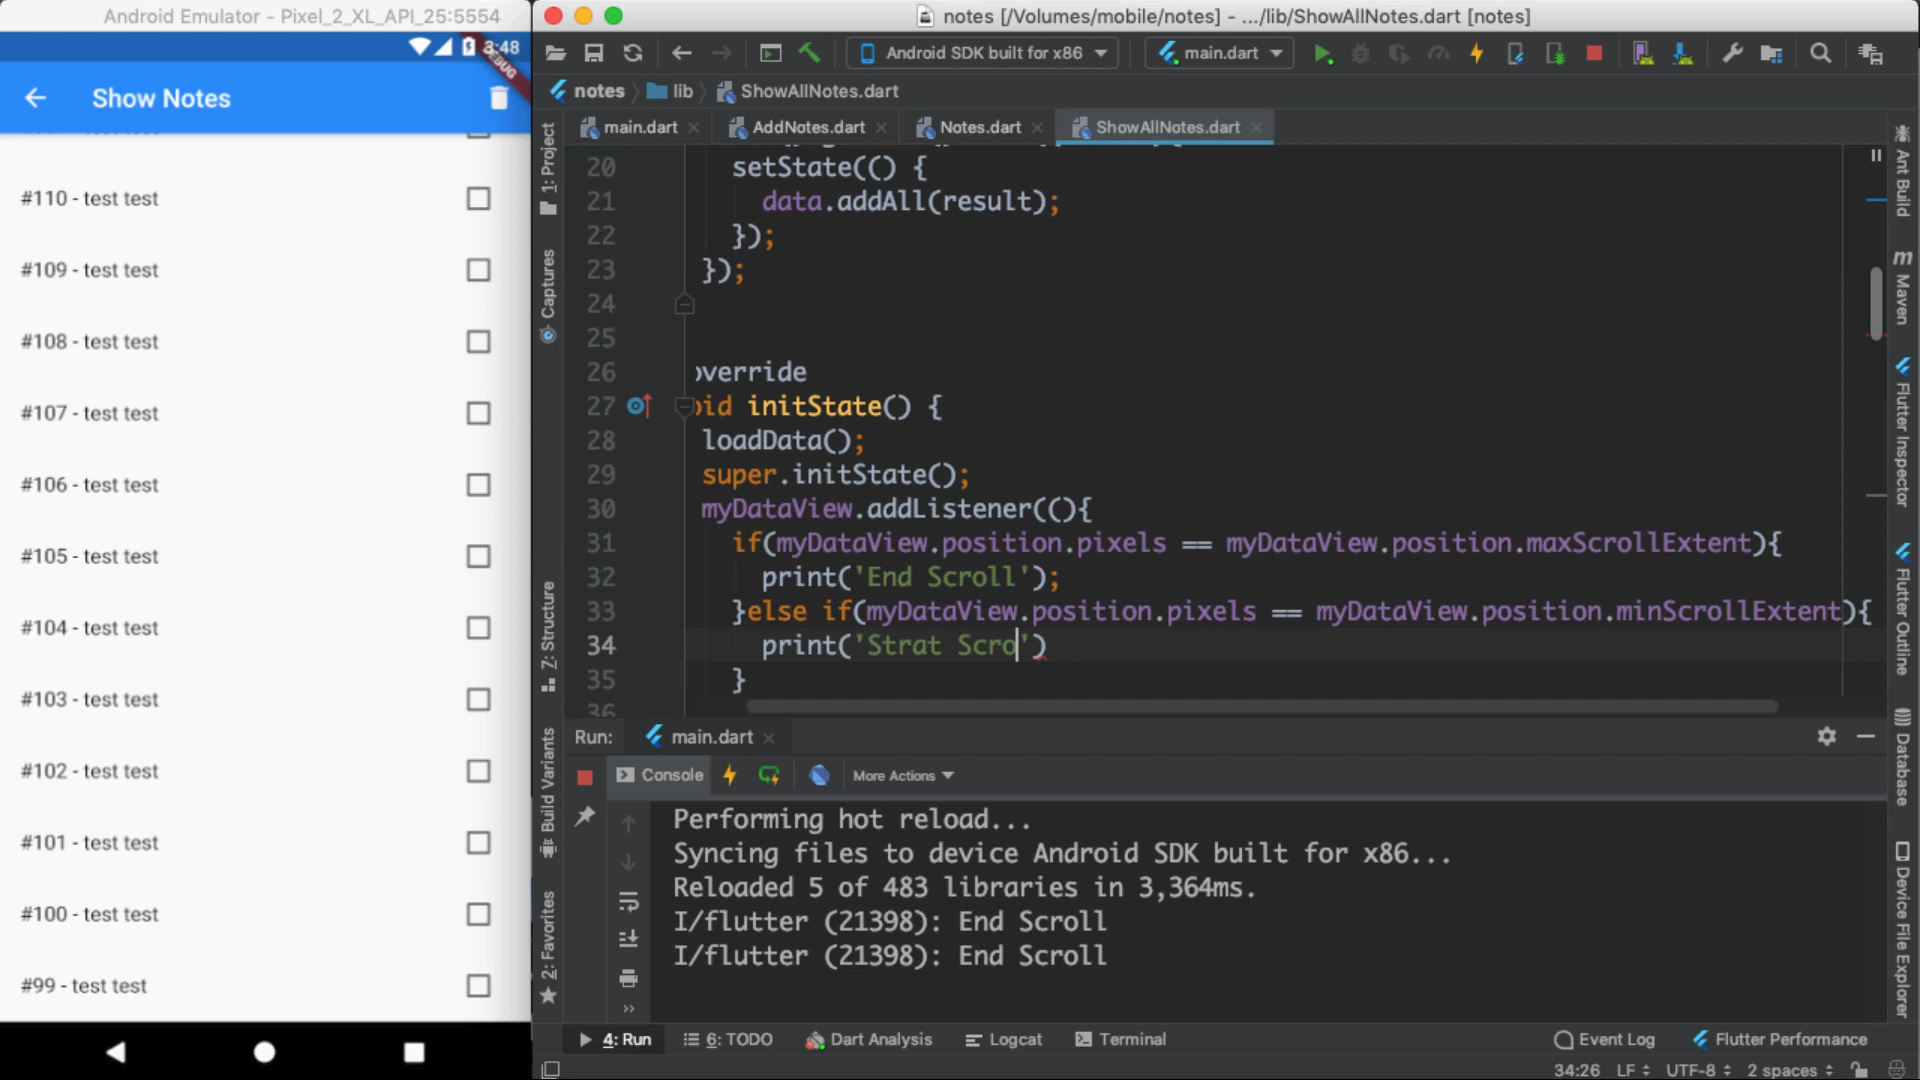 Android Emulator - Pixel_2_XL_API_25:5554
3:48
DEBUG
Show Notes
#110 - test test
#109 - test test
#108 - test test
#107 - test test
#106 - test test
#105 - test test
#104 - test test
#103 - test test
#102 - test test
#101 - test test
#100 - test test
#99 - test test
notes [/Volumes/mobile/notes] - .../lib/ShowAllNotes.dart [notes]
Android SDK built for x86
main.dart
notes
lib
ShowAllNotes.dart
main.dart
AddNotes.dart
Notes.dart
ShowAllNotes.dart
1: Project
Captures
7: Structure
Build Variants
2: Favorites
20 setState(() {
21 data.addAll(result);
22 });
23 });
24
25
26 override
27 oid initState() {
28 loadData();
29 super.initState();
30 myDataView.addListener((){
31 if(myDataView.position.pixels == myDataView.position.maxScrollExtent){
32 print('End Scroll');
33 }else if(myDataView.position.pixels == myDataView.position.minScrollExtent){
34 print('Strat Scro')
35 }
36
Ant Build
Maven
Flutter Inspector
Flutter Outline
Database
Device File Explorer
Run:
main.dart
Console
More Actions
Performing hot reload...
Syncing files to device Android SDK built for x86...
Reloaded 5 of 483 libraries in 3,364ms.
I/flutter (21398): End Scroll
I/flutter (21398): End Scroll
4: Run
6: TODO
Dart Analysis
Logcat
Terminal
Event Log
Flutter Performance
34:26
LF
UTF-8
2 spaces